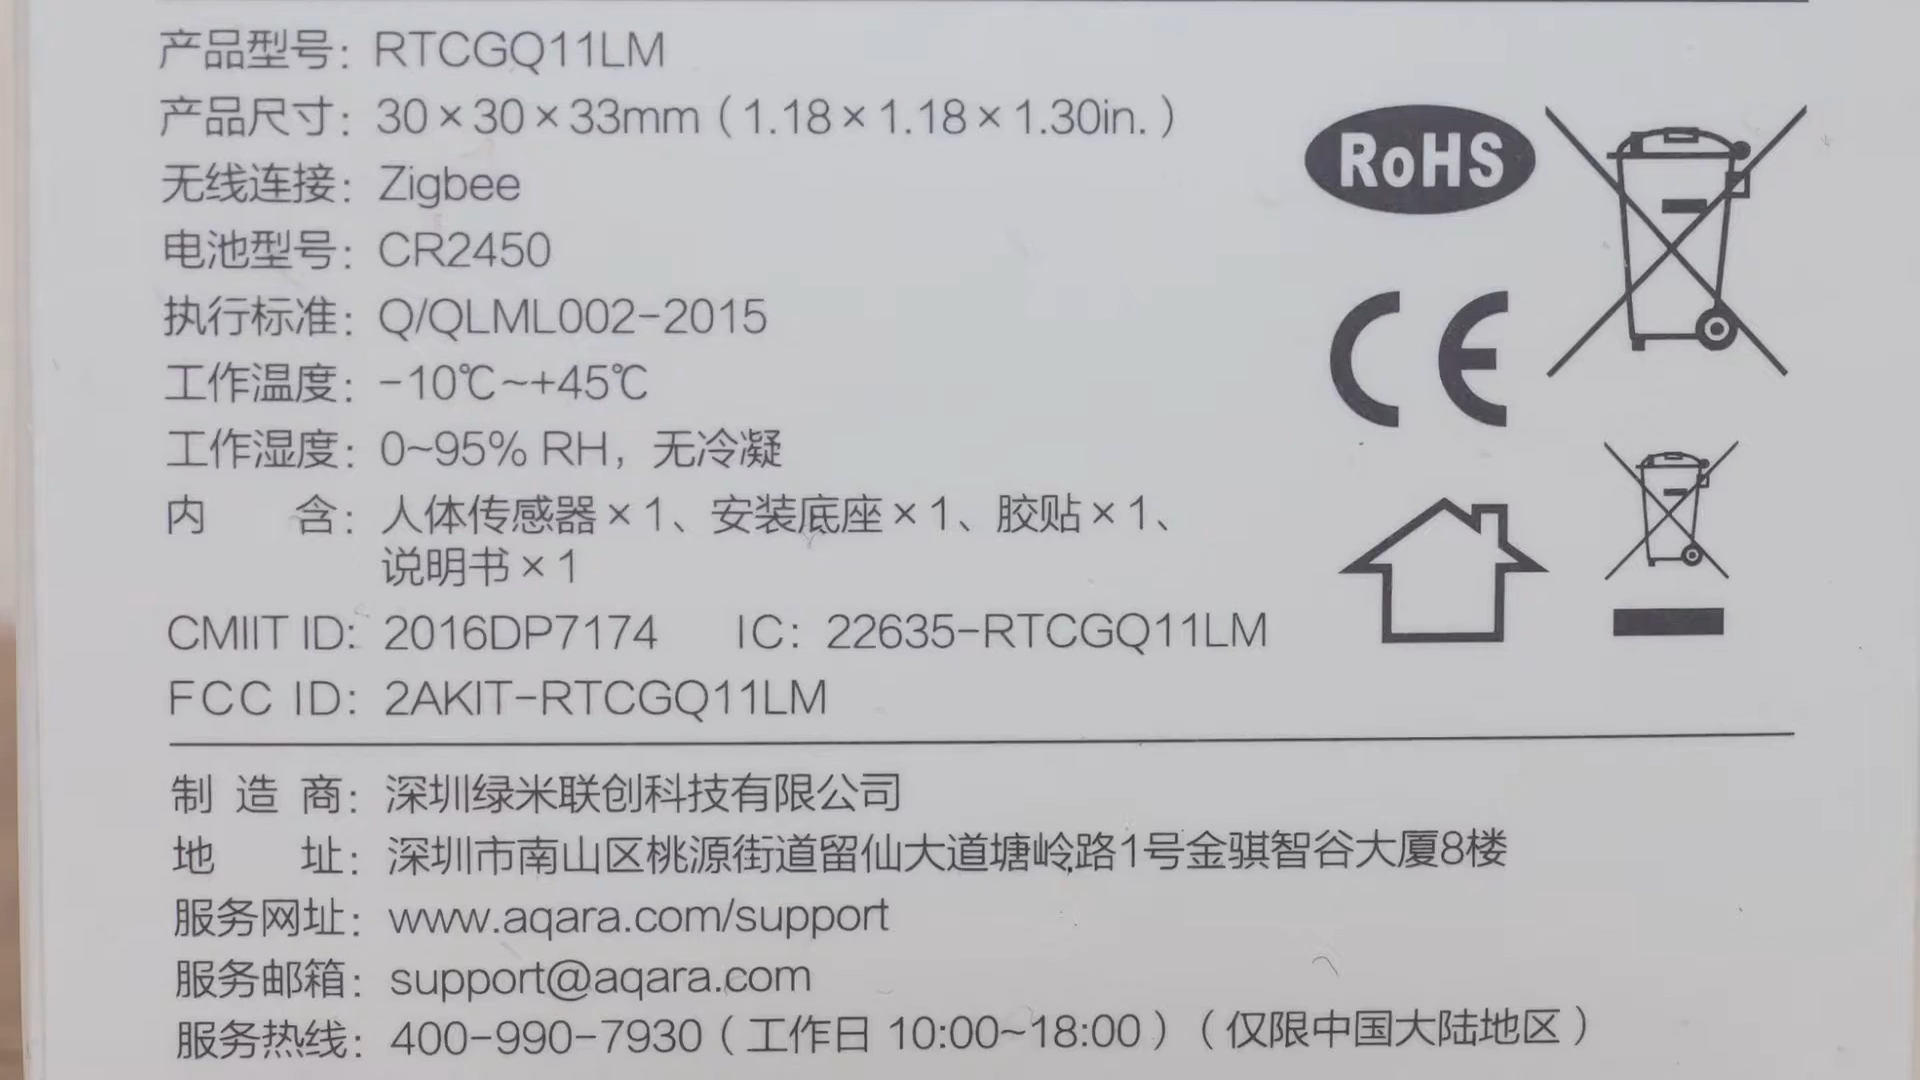 产品型号: RTCGQ11LM
产品尺寸: 30×30×33mm（1.18×1.18×1.30in.）
无线连接: Zigbee
电池型号: CR2450
执行标准: Q/QLML002-2015
工作温度: -10℃~+45℃
工作湿度: 0~95% RH，无冷凝
内 含: 人体传感器×1、安装底座×1、胶贴×1、
说明书×1
CMIIT ID: 2016DP7174 IC: 22635-RTCGQ11LM
FCC ID: 2AKIT-RTCGQ11LM
RoHS
CE
制造商: 深圳绿米联创科技有限公司
地 址: 深圳市南山区桃源街道留仙大道塘岭路1号金骐智谷大厦8楼
服务网址: www.aqara.com/support
服务邮箱: support@aqara.com
服务热线: 400-990-7930（工作日 10:00~18:00）（仅限中国大陆地区）